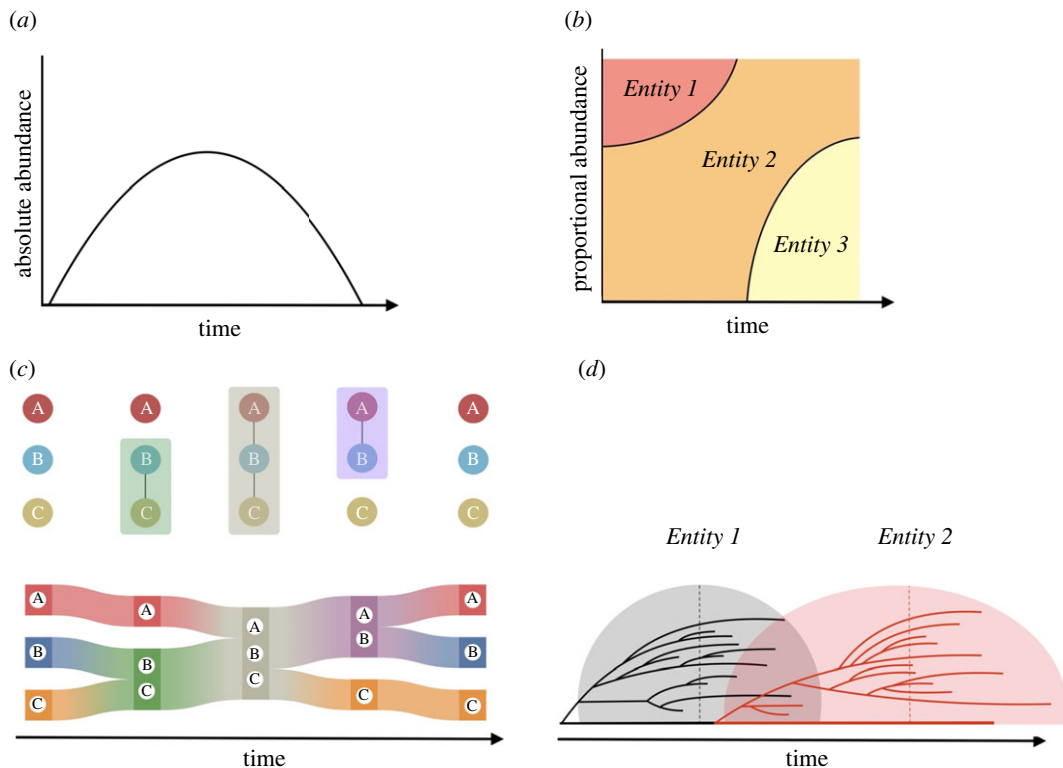 (a)
absolute abundance
time
(b)
proportional abundance
Entity 1
Entity 2
Entity 3
time
(c)
A A A A A
B B B B B
C C C C C
A A A A A
B B B B B
C C C C C
time
(d)
Entity 1 Entity 2
time